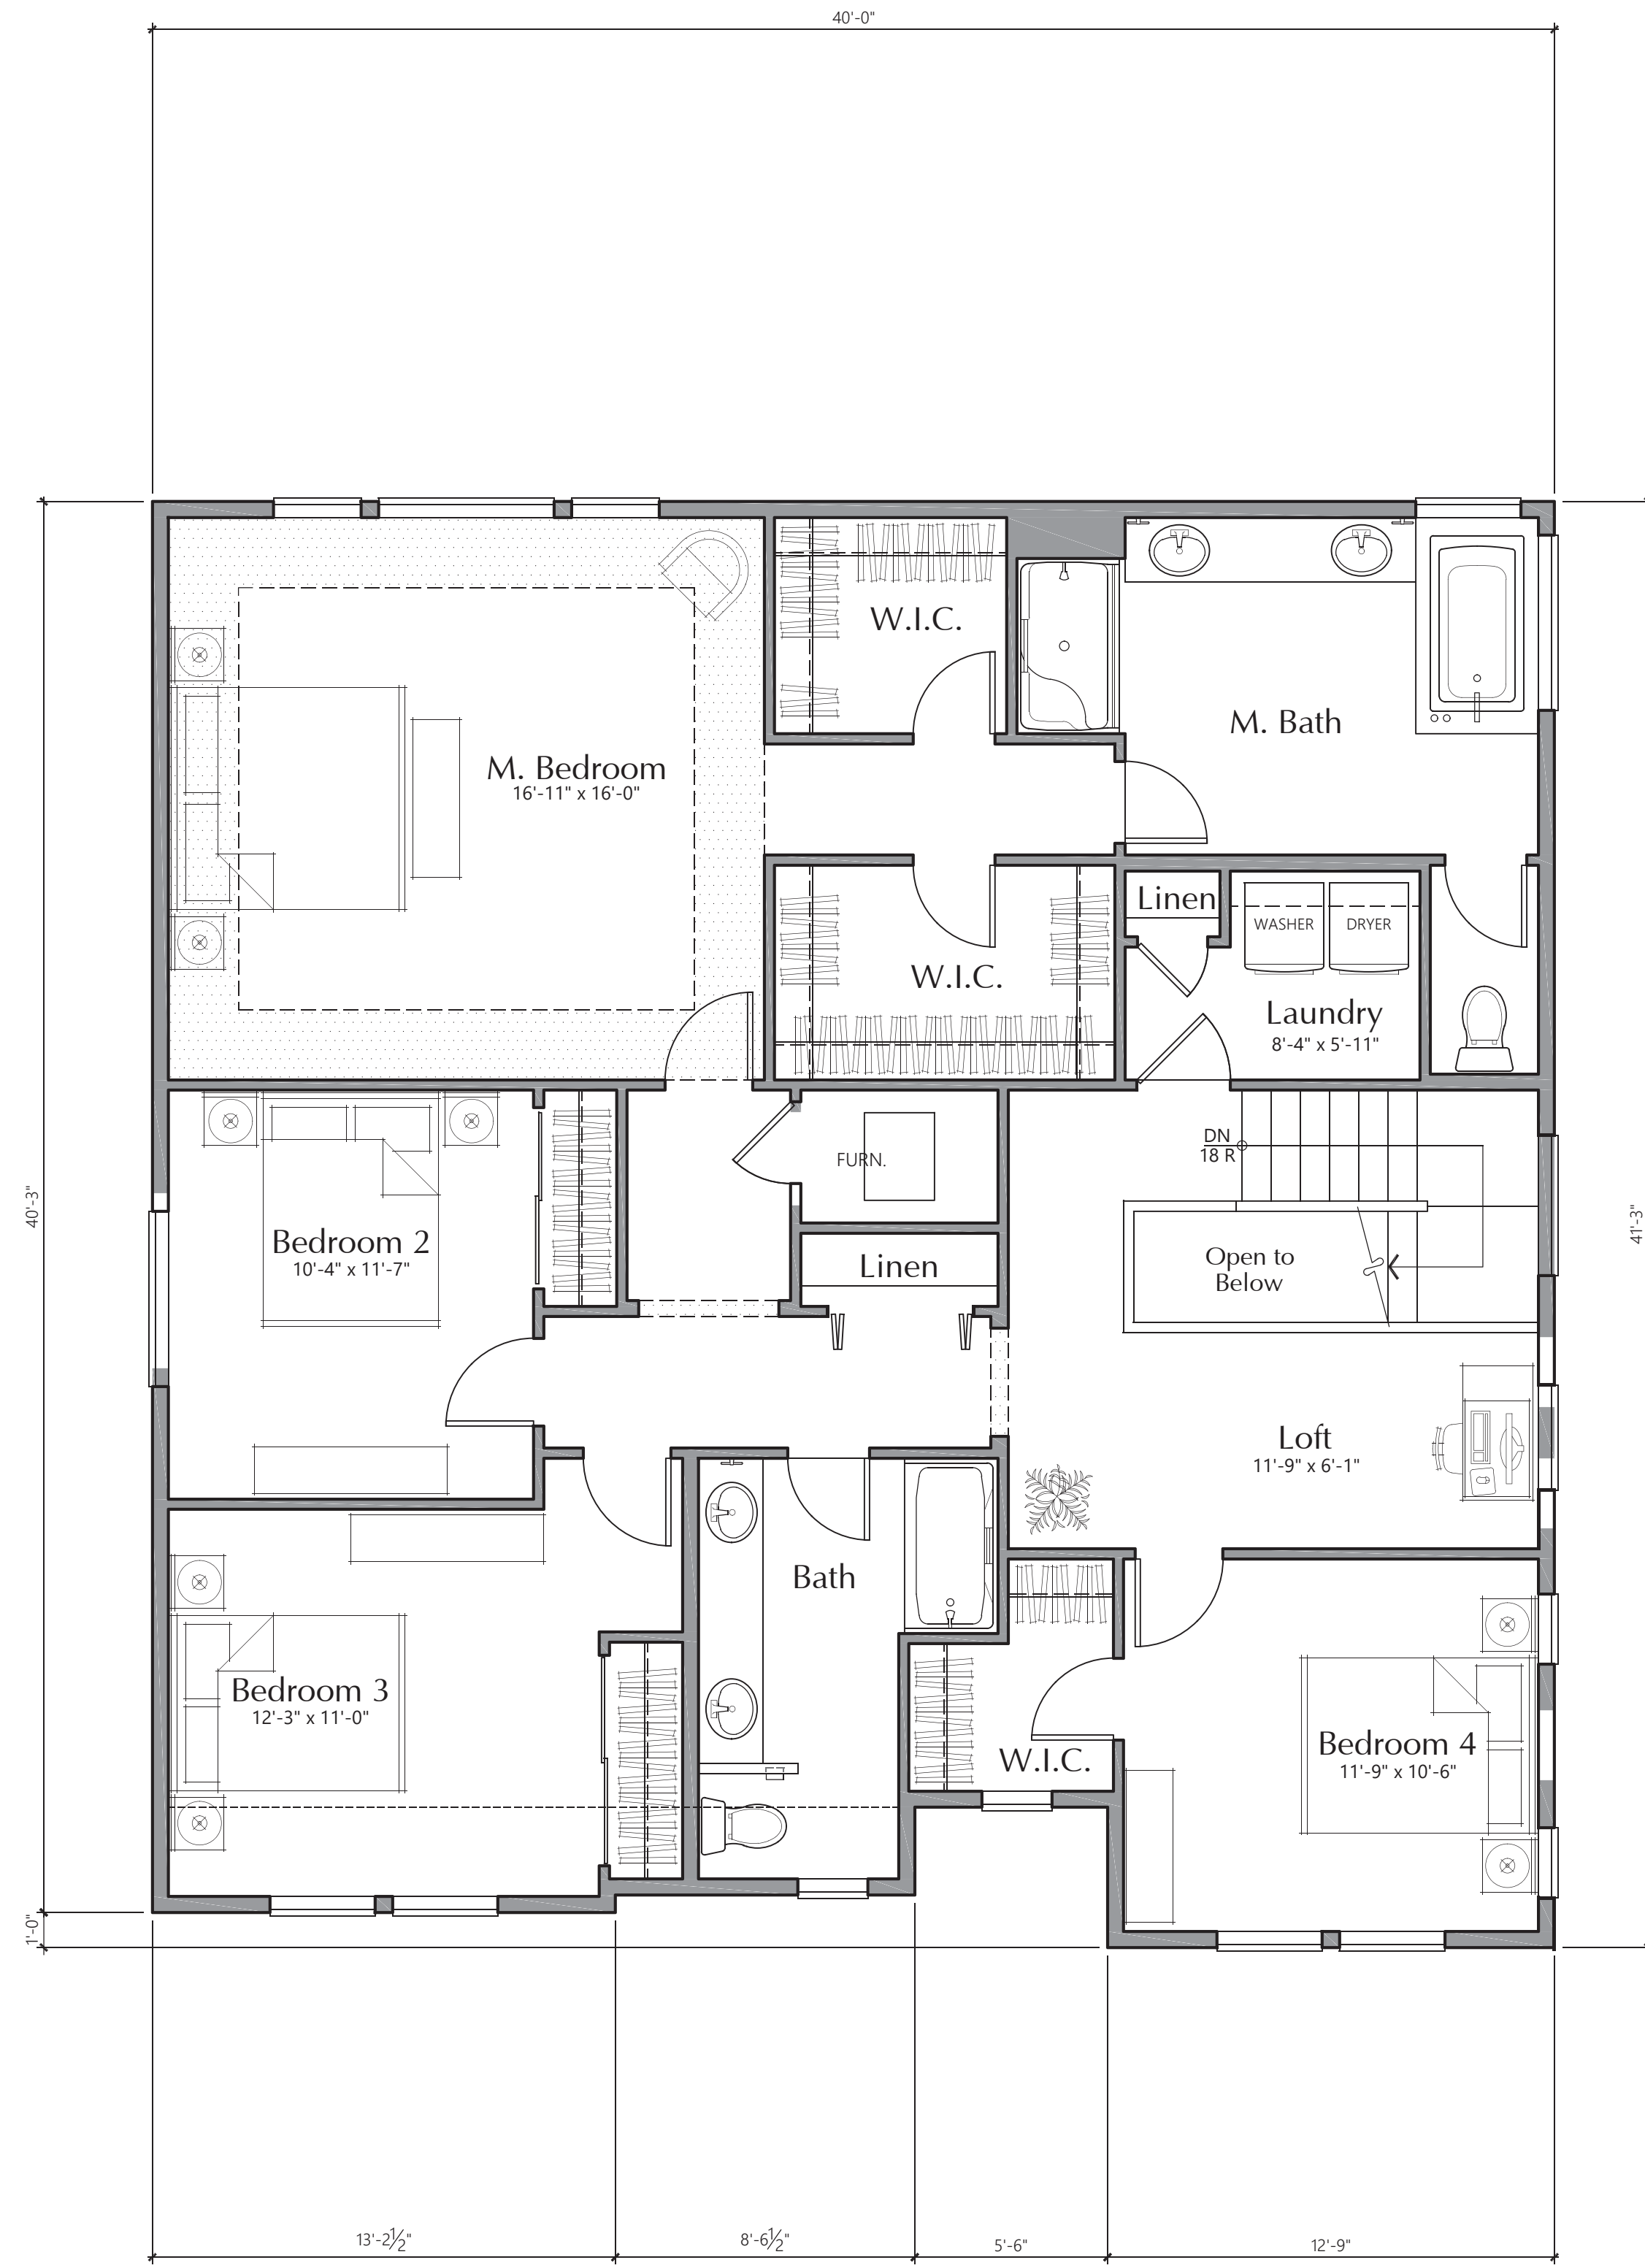 40'-0"
W.I.C.
M. Bath
M. Bedroom
16'-11" x 16'-0"
Linen
WASHER
DRYER
W.I.C.
Laundry
8'-4" x 5'-11"
DN
18 R
FURN.
40'-3"
41'-3"
Bedroom 2
10'-4" x 11'-7"
Linen
Open to
Below
Loft
11'-9" x 6'-1"
Bath
Bedroom 3
12'-3" x 11'-0"
W.I.C.
Bedroom 4
11'-9" x 10'-6"
1'-0"
13'-2½"
8'-6½"
5'-6"
12'-9"